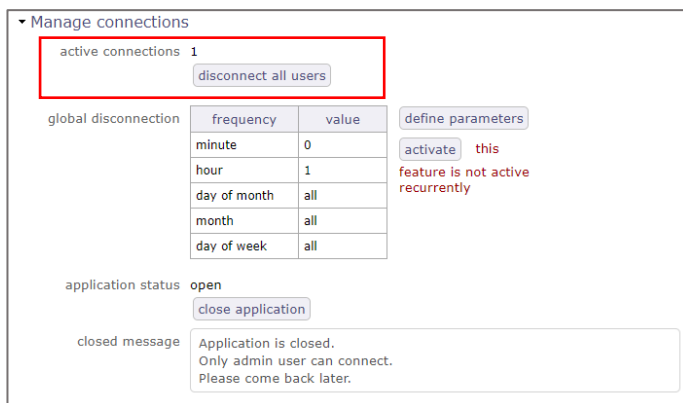 Manage connections
active connections 1
disconnect all users
global disconnection
frequency value
minute 0
hour 1
day of month all
month all
day of week all
define parameters
activate this
feature is not active
recurrently
application status open
close application
closed message
Application is closed.
Only admin user can connect.
Please come back later.